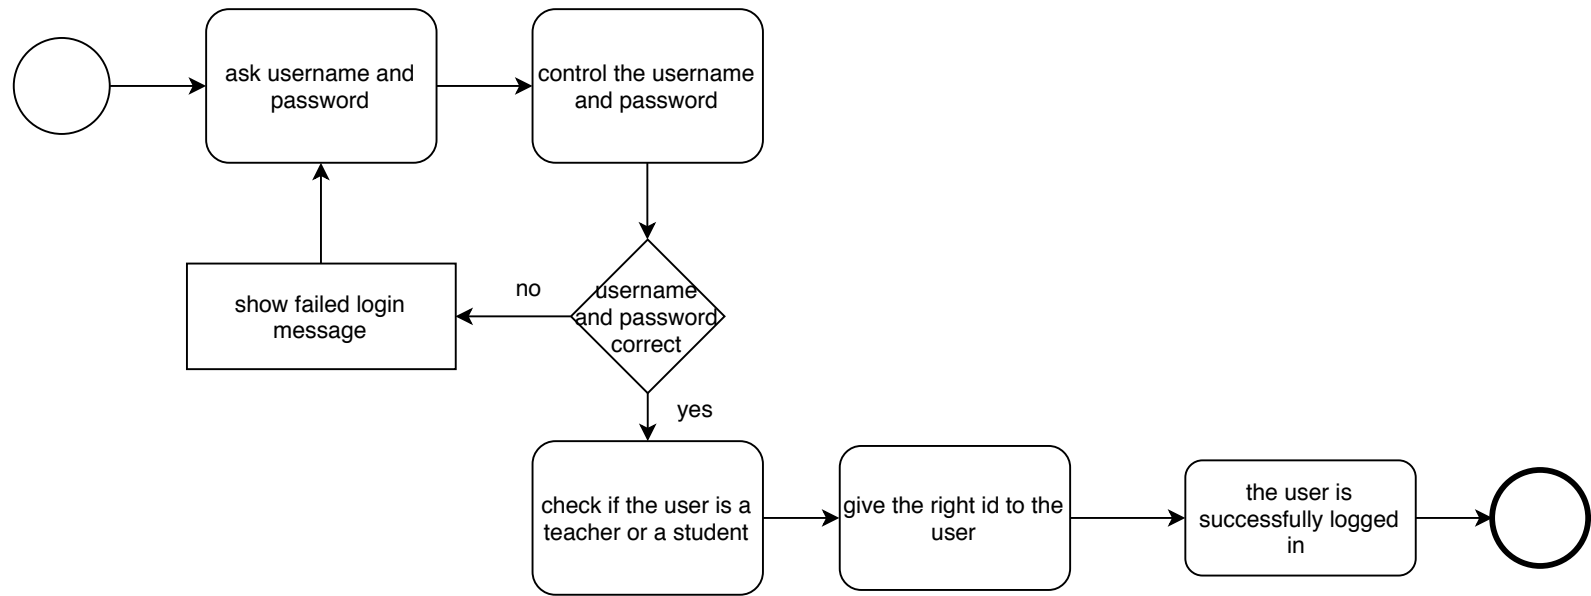 ask username and
password
control the username
and password
show failed login
message
no
username
and password
correct
yes
check if the user is a
teacher or a student
give the right id to the
user
the user is
successfully logged
in